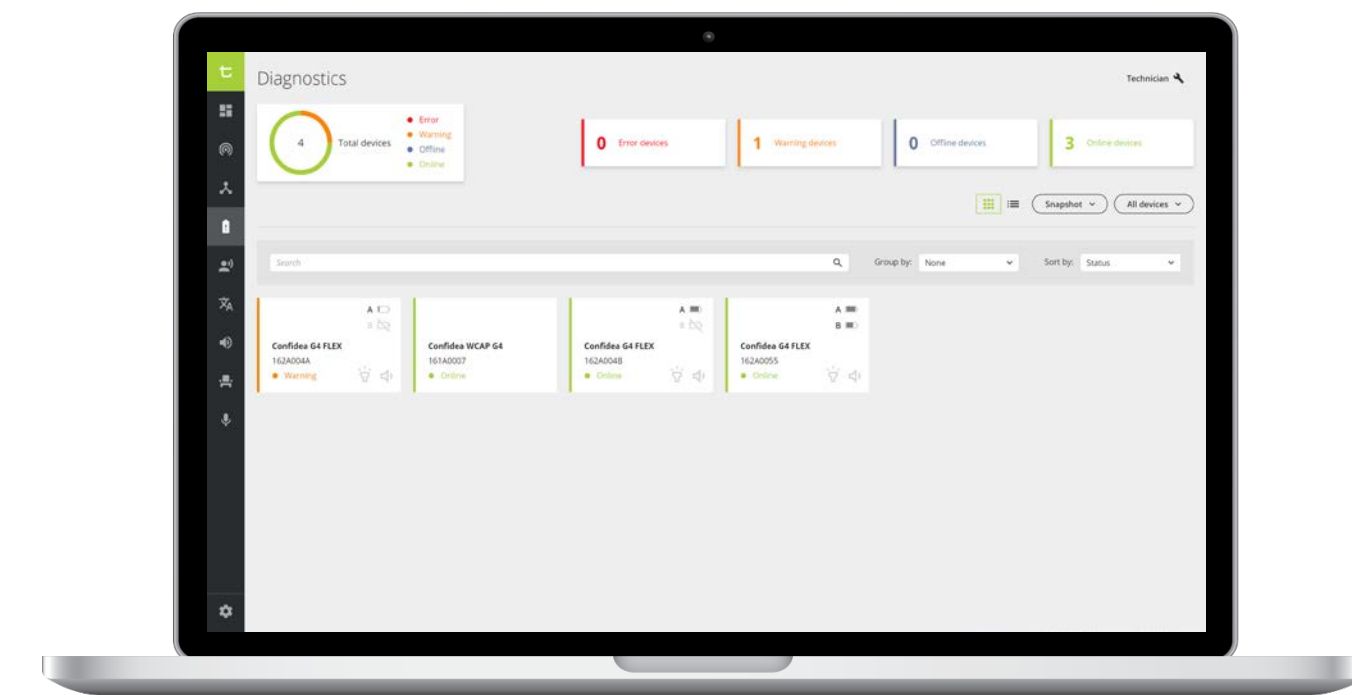 Diagnostics
Technician
4
Total devices
Error
Warning
Offline
Online
0 Error devices
1 Warning devices
0 Offline devices
3 Online devices
Snapshot
All devices
Search
Group by: None
Sort by: Status
A
B
Confidea G4 FLEX
162A004A
Warning
Confidea WCAP G4
161A0007
Online
A
B
Confidea G4 FLEX
162A004B
Online
A
B
Confidea G4 FLEX
162A0055
Online